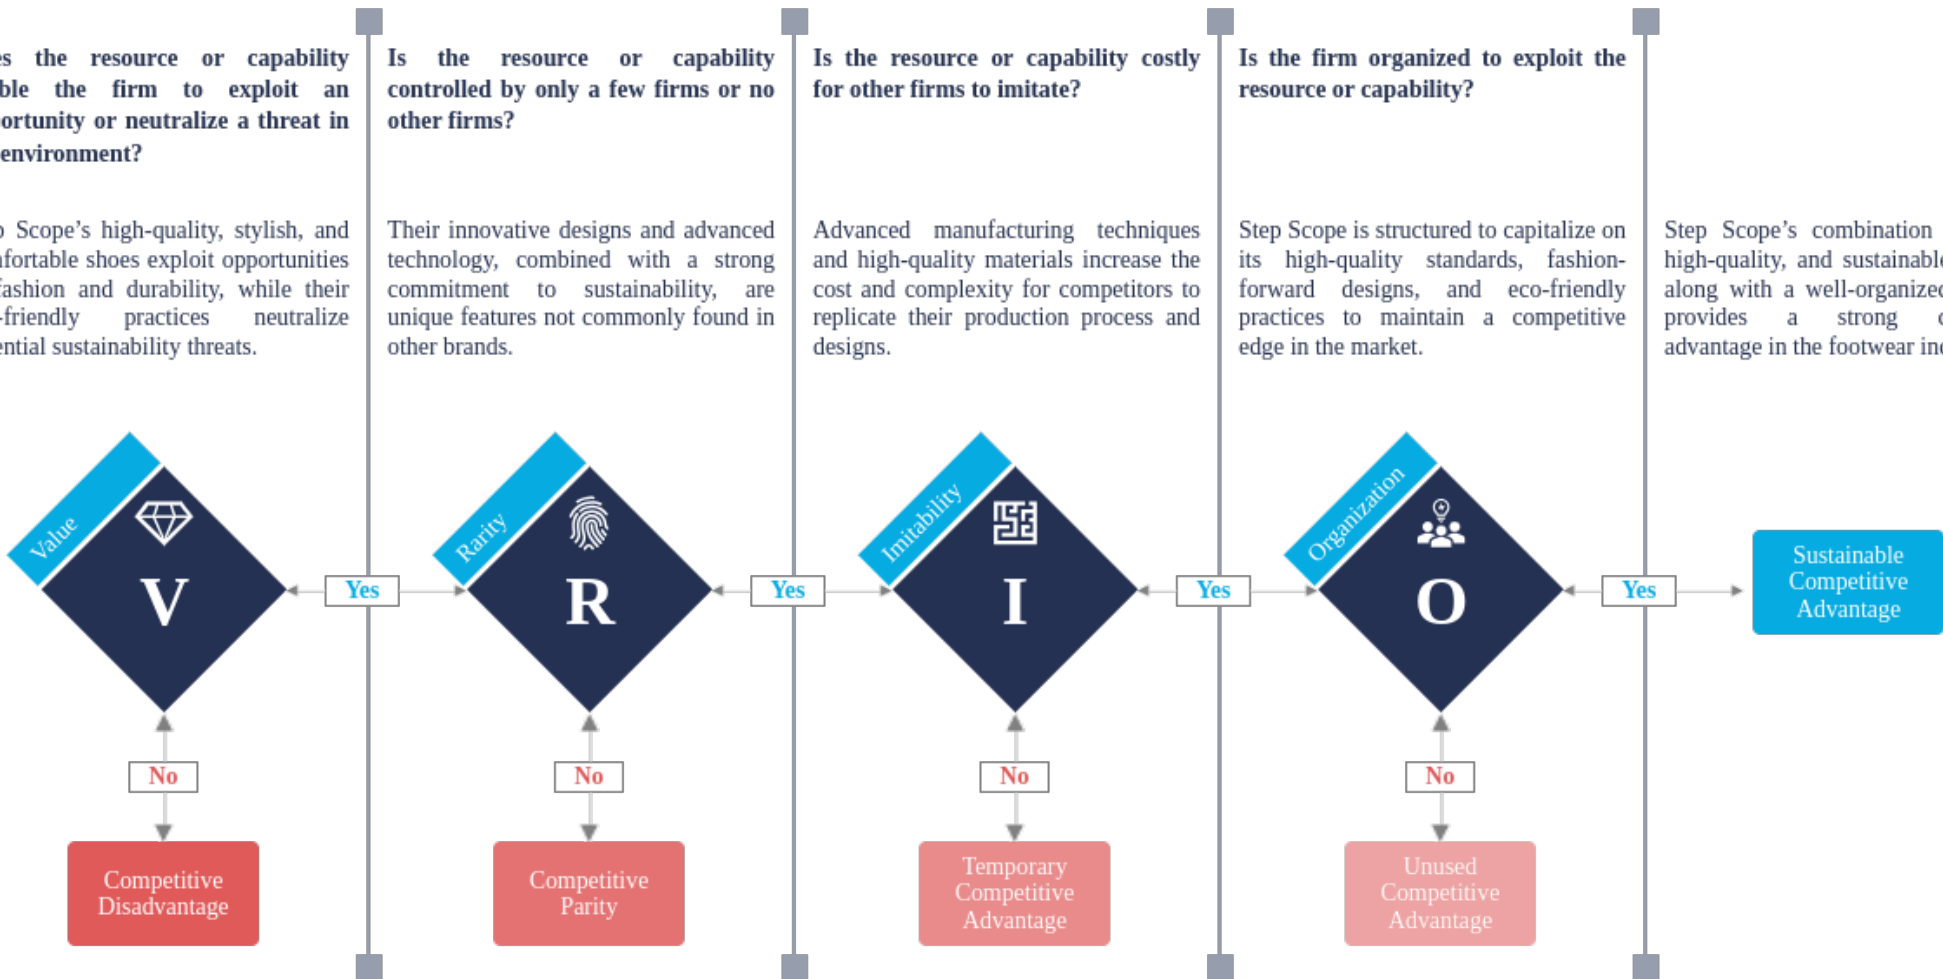 es the resource or capability
ble the firm to exploit an
ortunity or neutralize a threat in
environment?
Is the resource or capability
controlled by only a few firms or no
other firms?
Is the resource or capability costly
for other firms to imitate?
Is the firm organized to exploit the
resource or capability?
p Scope’s high-quality, stylish, and
nfortable shoes exploit opportunities
fashion and durability, while their
-friendly practices neutralize
ential sustainability threats.
Their innovative designs and advanced
technology, combined with a strong
commitment to sustainability, are
unique features not commonly found in
other brands.
Advanced manufacturing techniques
and high-quality materials increase the
cost and complexity for competitors to
replicate their production process and
designs.
Step Scope is structured to capitalize on
its high-quality standards, fashion-
forward designs, and eco-friendly
practices to maintain a competitive
edge in the market.
Step Scope’s combination
high-quality, and sustainable
along with a well-organized
provides a strong c
advantage in the footwear ind
Value
V
Yes
Rarity
R
Yes
Imitability
I
Yes
Organization
O
Yes
Sustainable
Competitive
Advantage
No
No
No
No
Competitive
Disadvantage
Competitive
Parity
Temporary
Competitive
Advantage
Unused
Competitive
Advantage